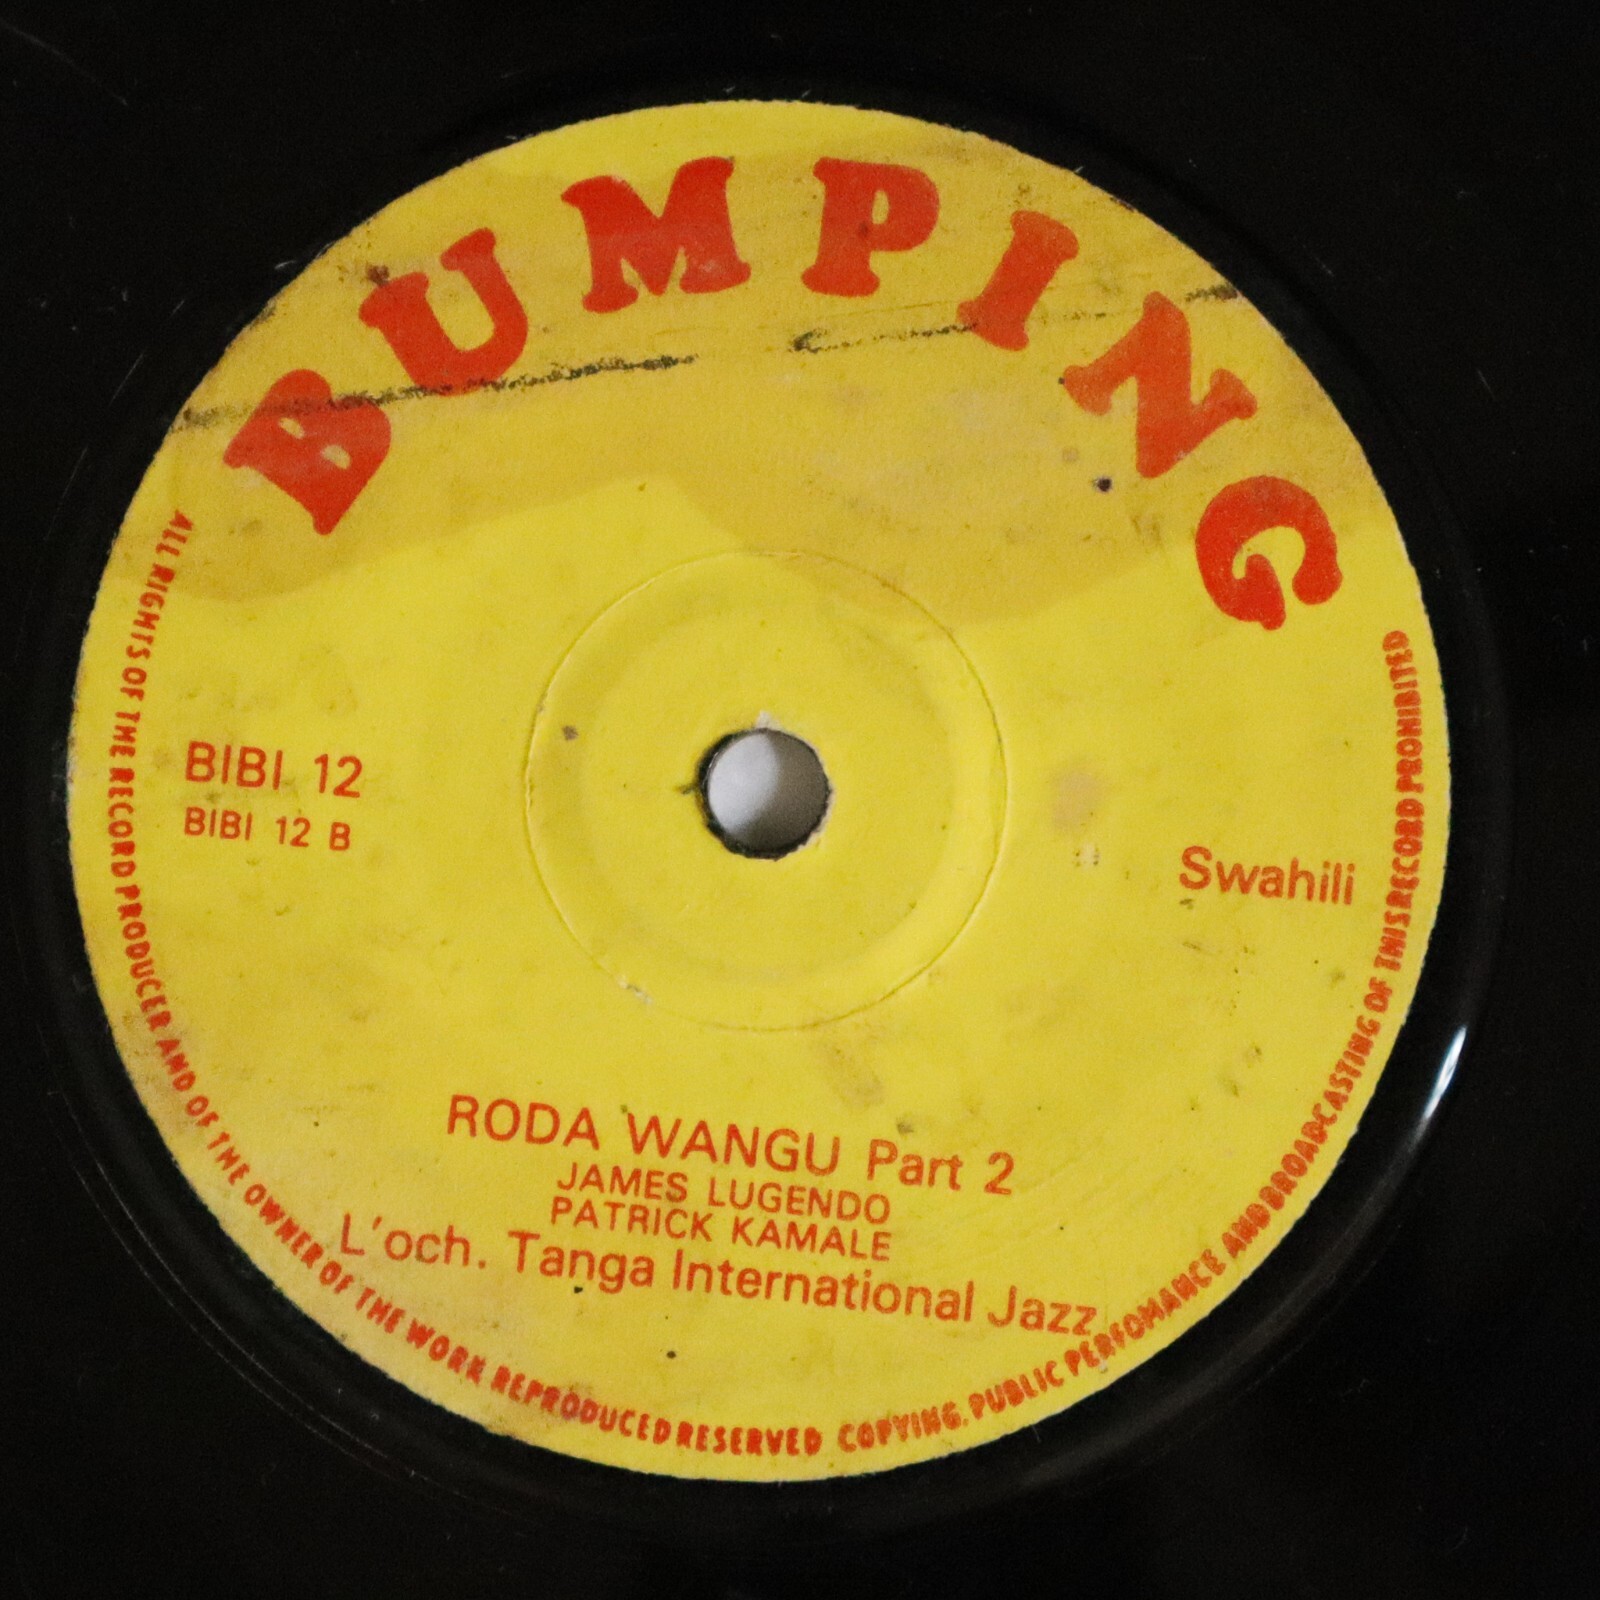 BUMPING
BIBI 12
BIBI 12 B
Swahili
RODA WANGU Part 2
JAMES LUGENDO
PATRICK KAMALE
L'och. Tanga International Jazz
ALL RIGHTS OF THE RECORD PRODUCER AND OF THE OWNER OF THE WORK REPRODUCED RESERVED COPYING. PUBLIC PERFOMANCE AND BROADCASTING OF THIS RECORD PROHIBITED